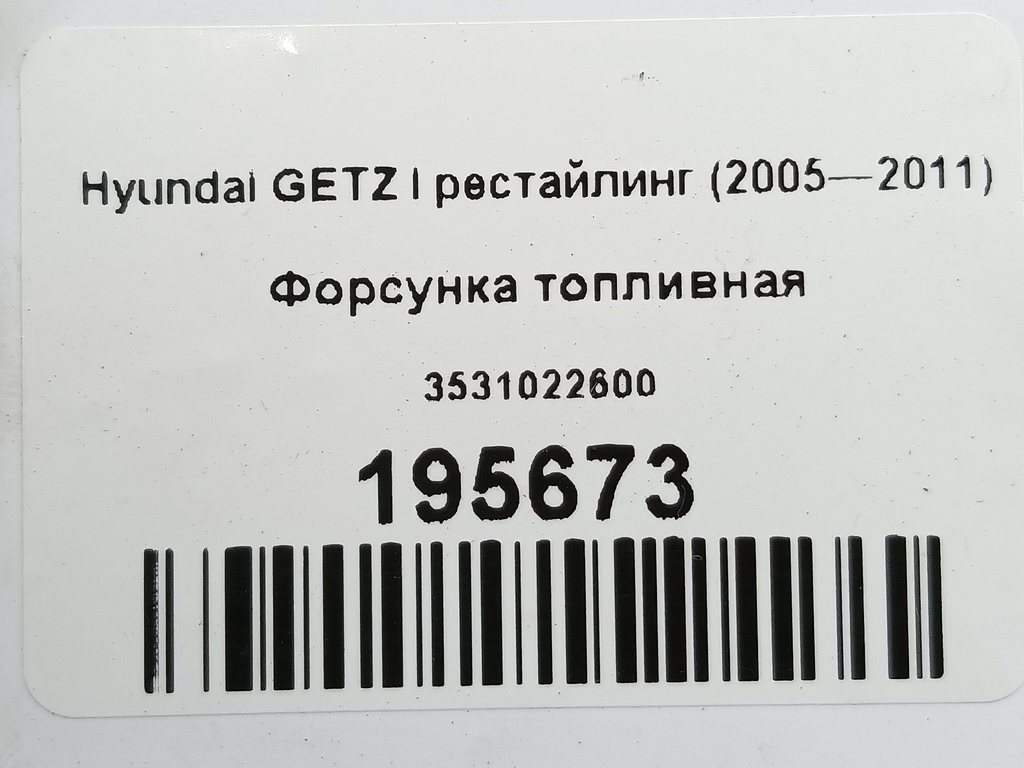 Hyundai GETZ I рестайлинг (2005—2011)
Форсунка топливная
3531022600
195673